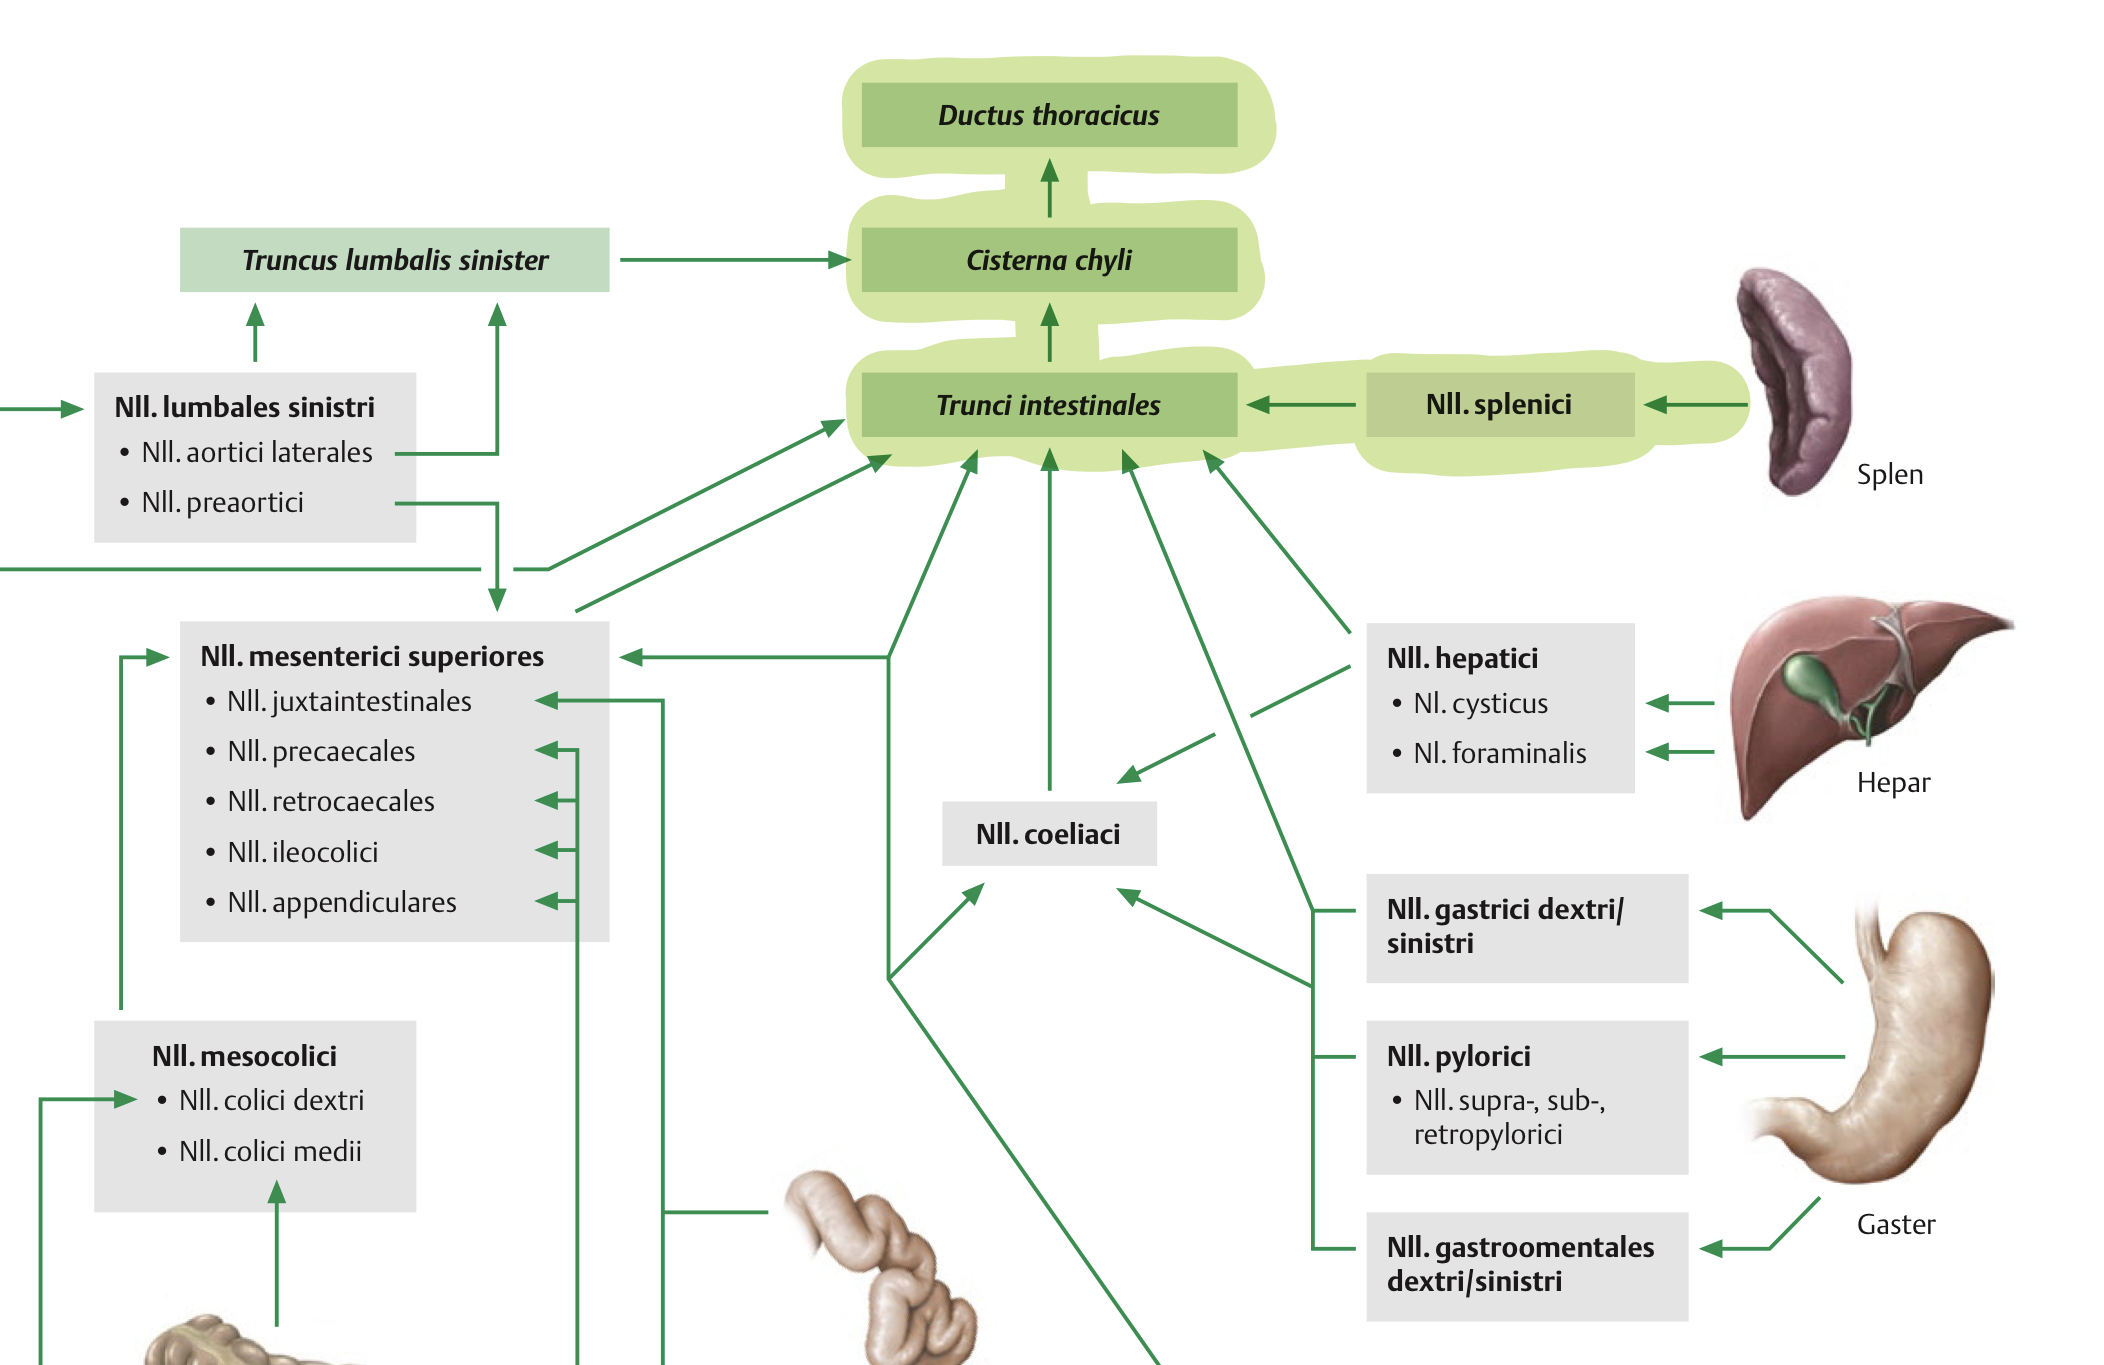 Ductus thoracicus
Truncus lumbalis sinister
Cisterna chyli
Nll. lumbales sinistri
• Nll. aortici laterales
• Nll. preaortici
Trunci intestinales
Nll. splenici
Splen
Nll. mesenterici superiores
• Nll. juxtaintestinales
• Nll. precaecales
• Nll. retrocaecales
• Nll. ileocolici
• Nll. appendiculares
Nll. hepatici
• Nl. cysticus
• Nl. foraminalis
Hepar
Nll. coeliaci
Nll. gastrici dextri/
sinistri
Nll. mesocolici
• Nll. colici dextri
• Nll. colici medii
Nll. pylorici
• Nll. supra-, sub-,
retropylorici
Gaster
Nll. gastroomentales
dextri/sinistri